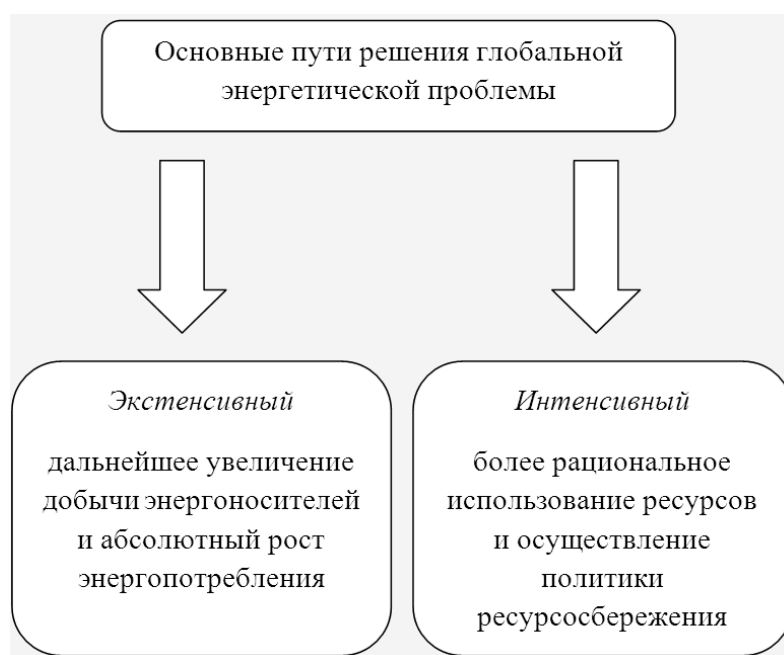 Основные пути решения глобальной
энергетической проблемы
Экстенсивный
дальнейшее увеличение
добычи энергоносителей
и абсолютный рост
энергопотребления
Интенсивный
более рациональное
использование ресурсов
и осуществление
политики
ресурсосбережения